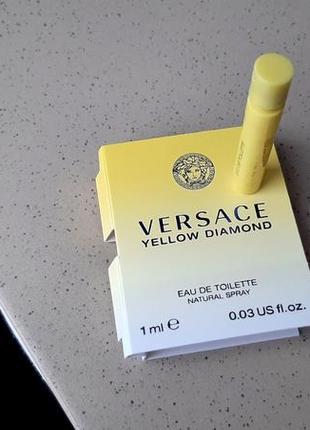 VERSACE
YELLOW DIAMOND
EAU DE TOILETTE
NATURAL SPRAY
1 ml ℮ 0.03 US fl.oz.